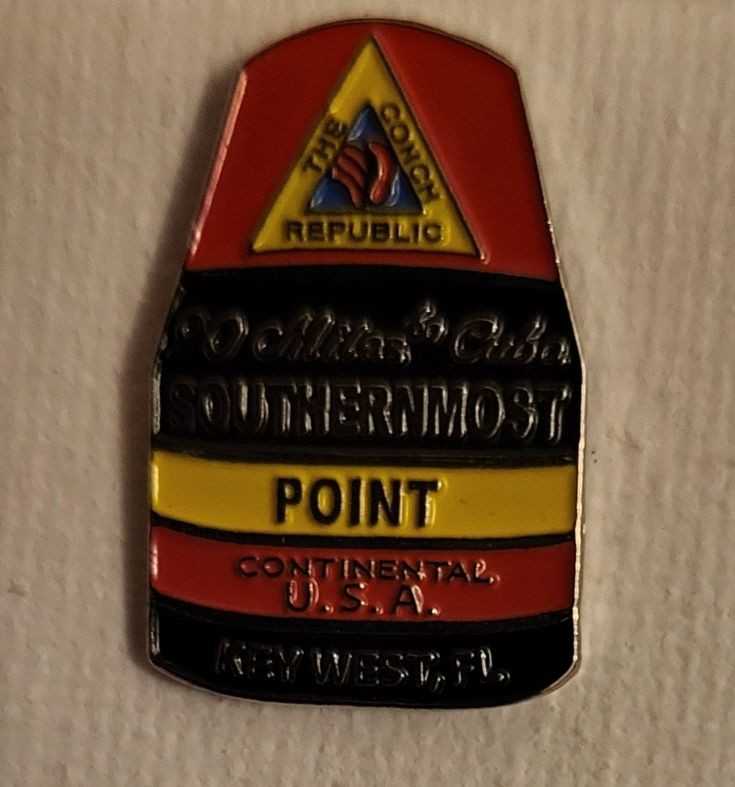 THE CONCH
REPUBLIC
90 Miles to Cuba
SOUTHERNMOST
POINT
CONTINENTAL
U.S.A.
KEY WEST, FL.